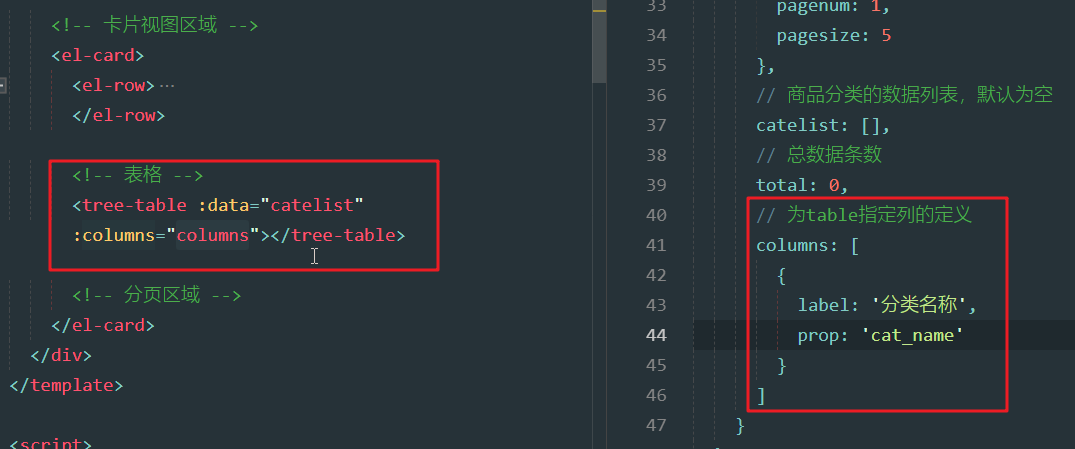 <!-- 卡片视图区域 -->
<el-card>
<el-row>…
</el-row>
<!-- 表格 -->
<tree-table :data="catelist"
:columns="columns"></tree-table>
<!-- 分页区域 -->
</el-card>
</div>
</template>
<script>
33 pagenum: 1,
34 pagesize: 5
35 },
36 // 商品分类的数据列表，默认为空
37 catelist: [],
38 // 总数据条数
39 total: 0,
40 // 为table指定列的定义
41 columns: [
42 {
43 label: '分类名称',
44 prop: 'cat_name'
45 }
46 ]
47 }